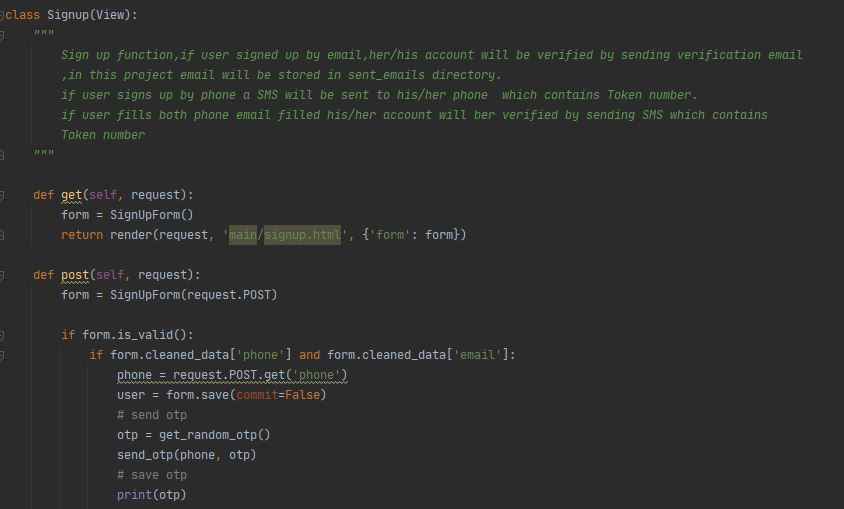 class Signup(View):
    """
        Sign up function,if user signed up by email,her/his account will be verified by sending verification email
        ,in this project email will be stored in sent_emails directory.
        if user signs up by phone a SMS will be sent to his/her phone  which contains Token number.
        if user fills both phone email filled his/her account will ber verified by sending SMS which contains
        Token number
    """
    def get(self, request):
        form = SignUpForm()
        return render(request, 'main/signup.html', {'form': form})
    def post(self, request):
        form = SignUpForm(request.POST)
        if form.is_valid():
            if form.cleaned_data['phone'] and form.cleaned_data['email']:
                phone = request.POST.get('phone')
                user = form.save(commit=False)
                # send otp
                otp = get_random_otp()
                send_otp(phone, otp)
                # save otp
                print(otp)